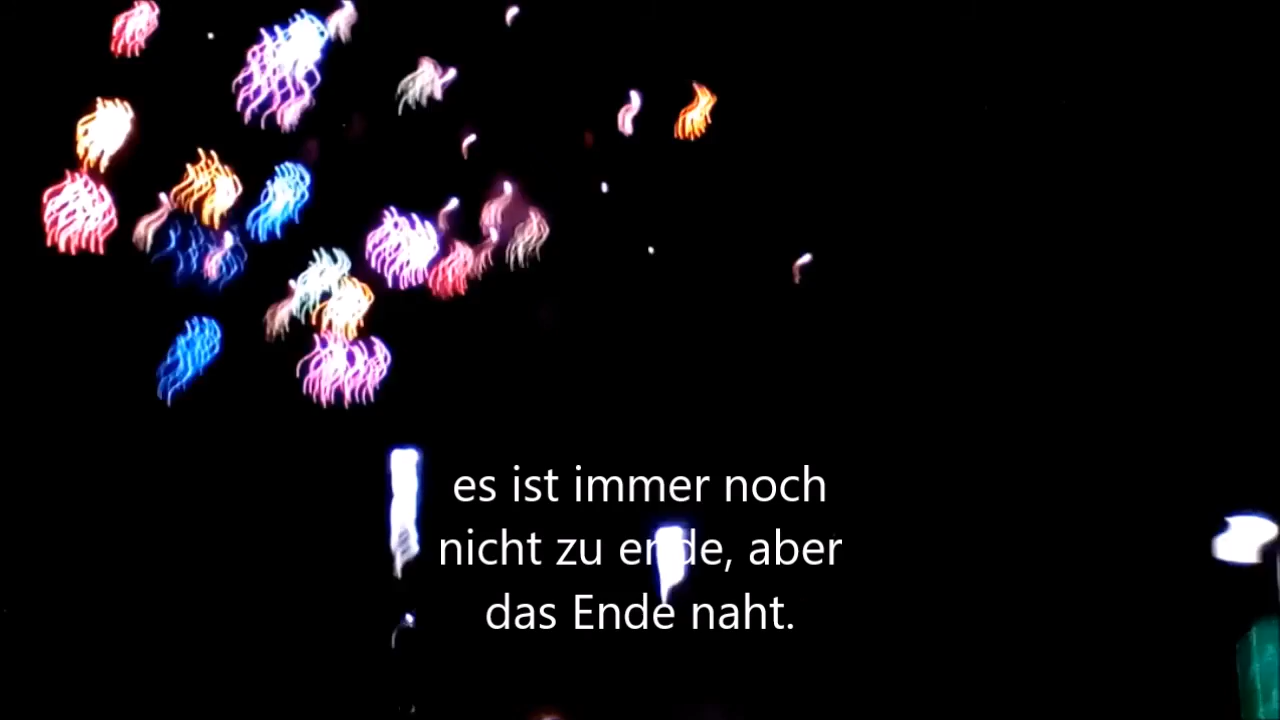 es ist immer noch
nicht zu ende, aber
das Ende naht.